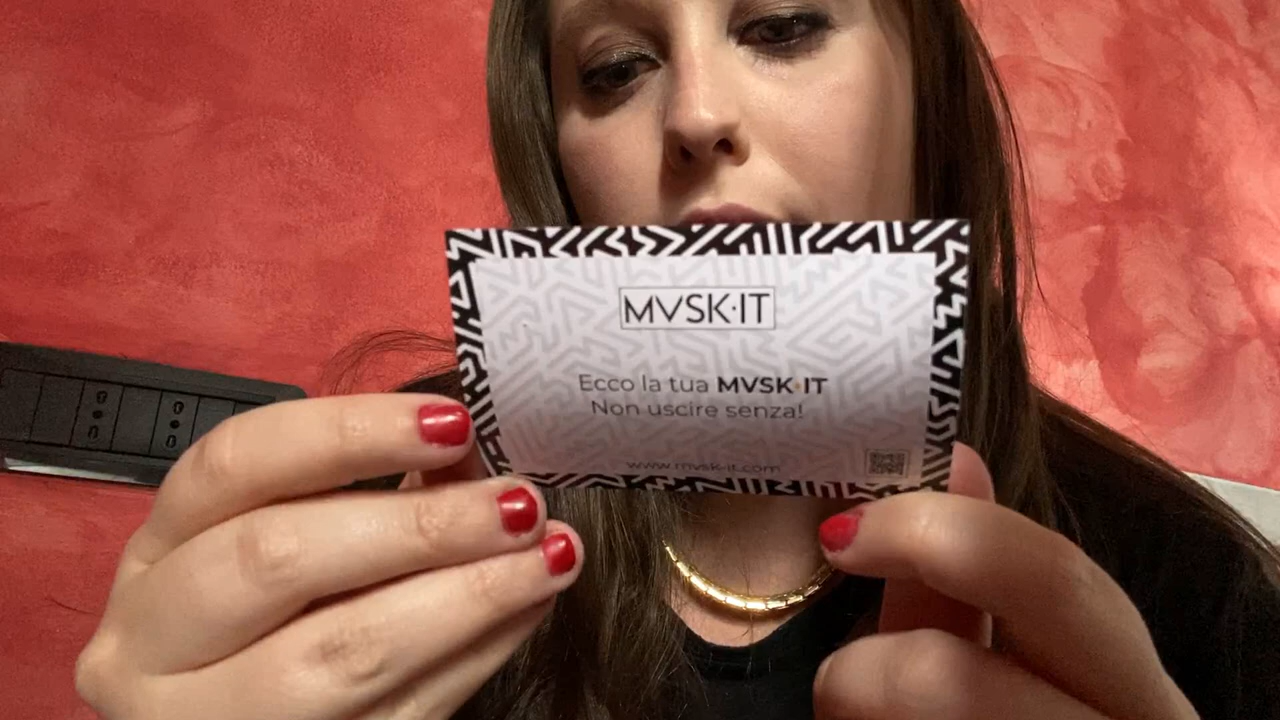 MVSK·IT
Ecco la tua MVSK·IT
Non uscire senza!
www.mvsk-it.com